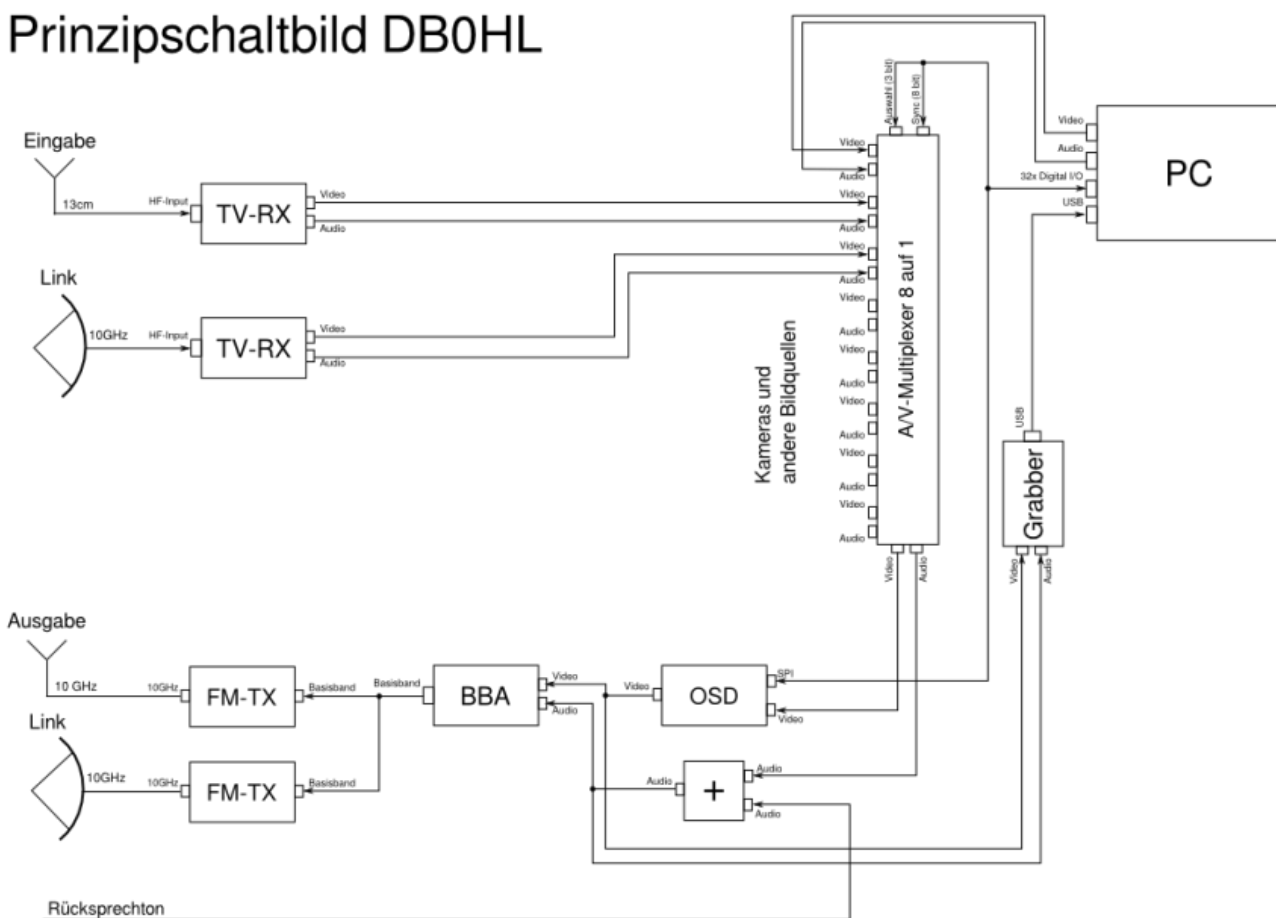 Prinzipschaltbild DB0HL
Eingabe
13cm
HF-Input
TV-RX
Video
Audio
Link
10GHz
HF-Input
TV-RX
Video
Audio
Auswahl (3 bit)
Sync (8 bit)
Video
Audio
Video
Audio
Video
Audio
Video
Audio
Video
Audio
Video
Audio
Video
Audio
Video
Audio
A/V-Multiplexer 8 auf 1
Kameras und
andere Bildquellen
Video
Audio
Video
Audio
32x Digital I/O
USB
PC
USB
Grabber
Video
Audio
Ausgabe
10 GHz
10GHz
FM-TX
Basisband
Basisband
BBA
Video
Audio
Video
OSD
SPI
Video
Link
10GHz
10GHz
FM-TX
Basisband
Audio
+
Audio
Audio
Rücksprechton